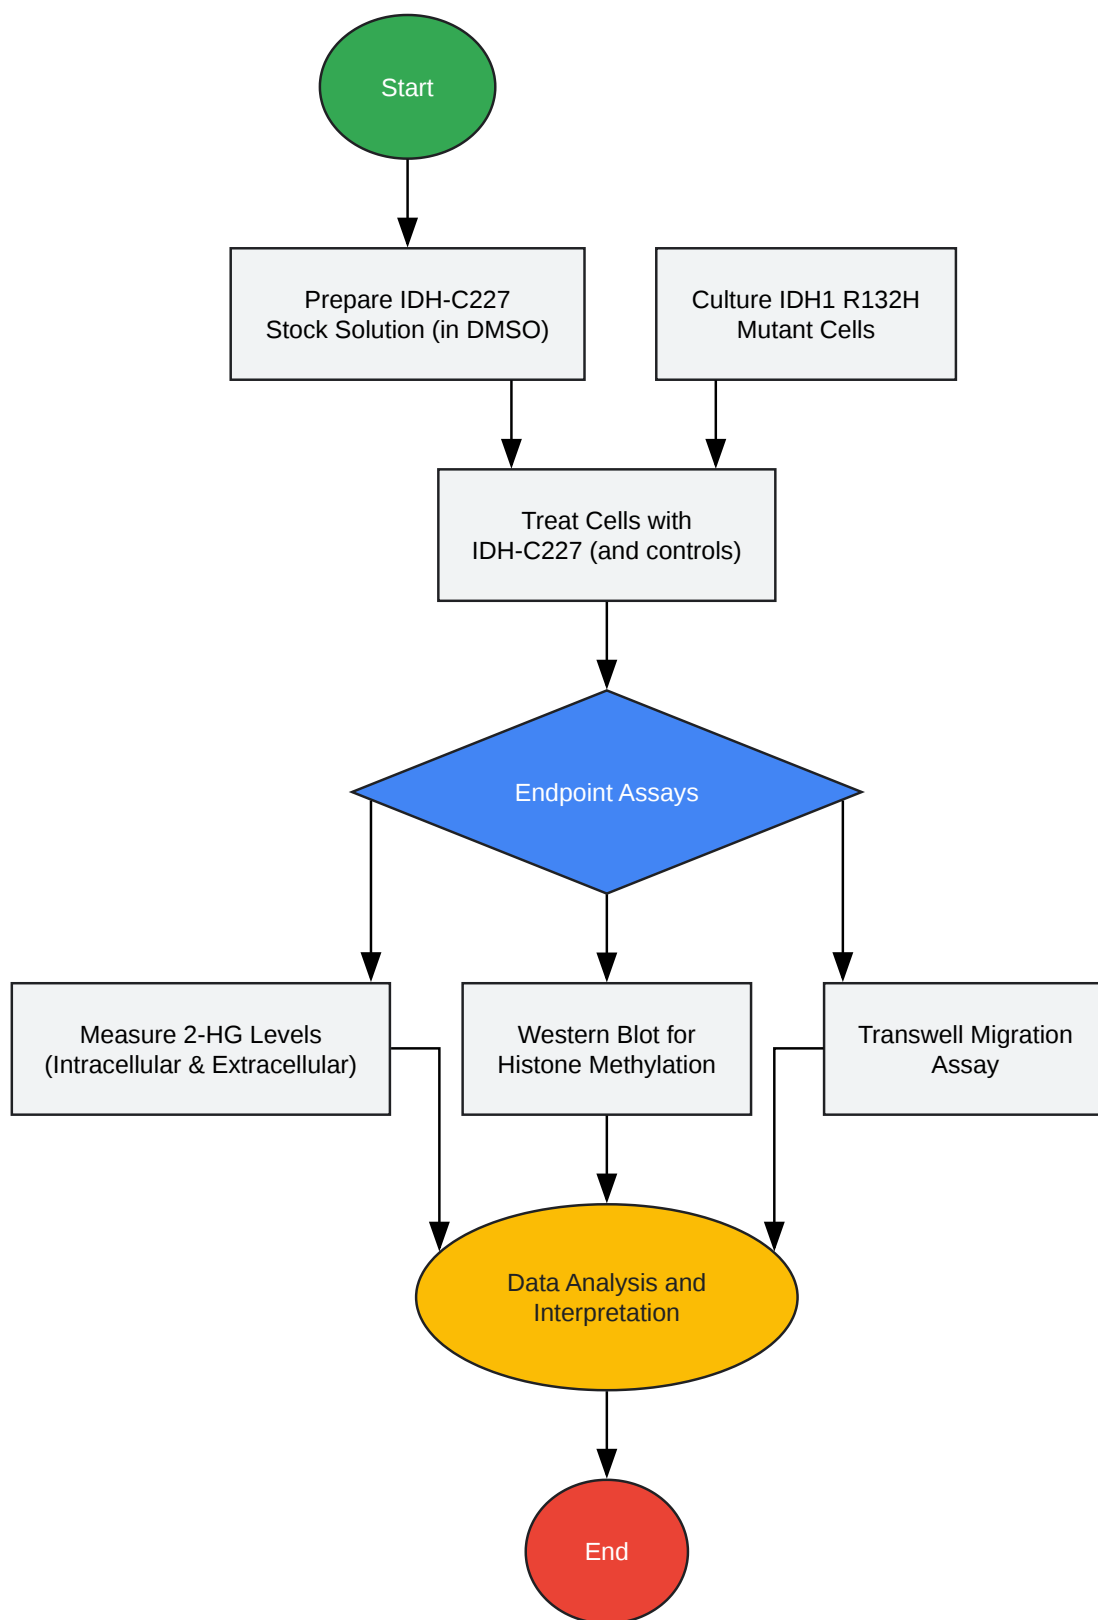 Start
Prepare IDH-C227
Stock Solution (in DMSO)
Culture IDH1 R132H
Mutant Cells
Treat Cells with
IDH-C227 (and controls)
Endpoint Assays
Measure 2-HG Levels
(Intracellular & Extracellular)
Western Blot for
Histone Methylation
Transwell Migration
Assay
Data Analysis and
Interpretation
End